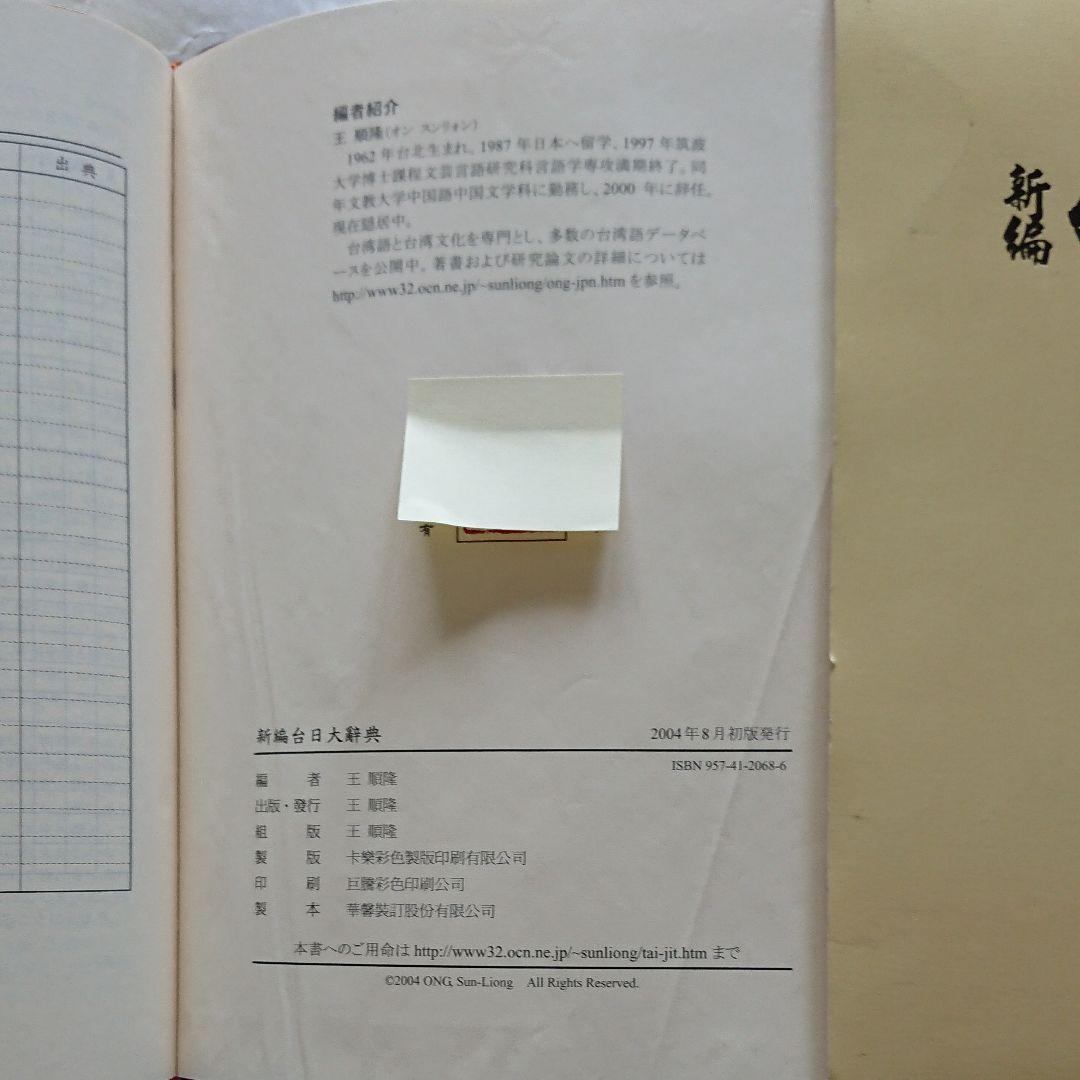 出典
編者紹介
王 順隆(オン スンリョン)
1962 年台北生まれ。1987 年日本へ留学、1997 年筑波
大学博士課程文芸言語研究科言語学専攻満期終了。同
年文教大学中国語中国文学科に勤務し、2000 年に辞任。
現在隠居中。
台湾語と台湾文化を専門とし、多数の台湾語データベ
ースを公開中。著書および研究論文の詳細については
http://www32.ocn.ne.jp/~sunliong/ong-jpn.htm を参照。
有
新編台日大辭典
2004年8月初版発行
ISBN 957-41-2068-6
編 者 王 順隆
出版・發行 王 順隆
組 版 王 順隆
製 版 卡樂彩色製版印刷有限公司
印 刷 巨騰彩色印刷公司
製 本 華馨裝訂股份有限公司
本書へのご用命は http://www32.ocn.ne.jp/~sunliong/tai-jit.htm まで
©2004 ONG, Sun-Liong All Rights Reserved.
新編